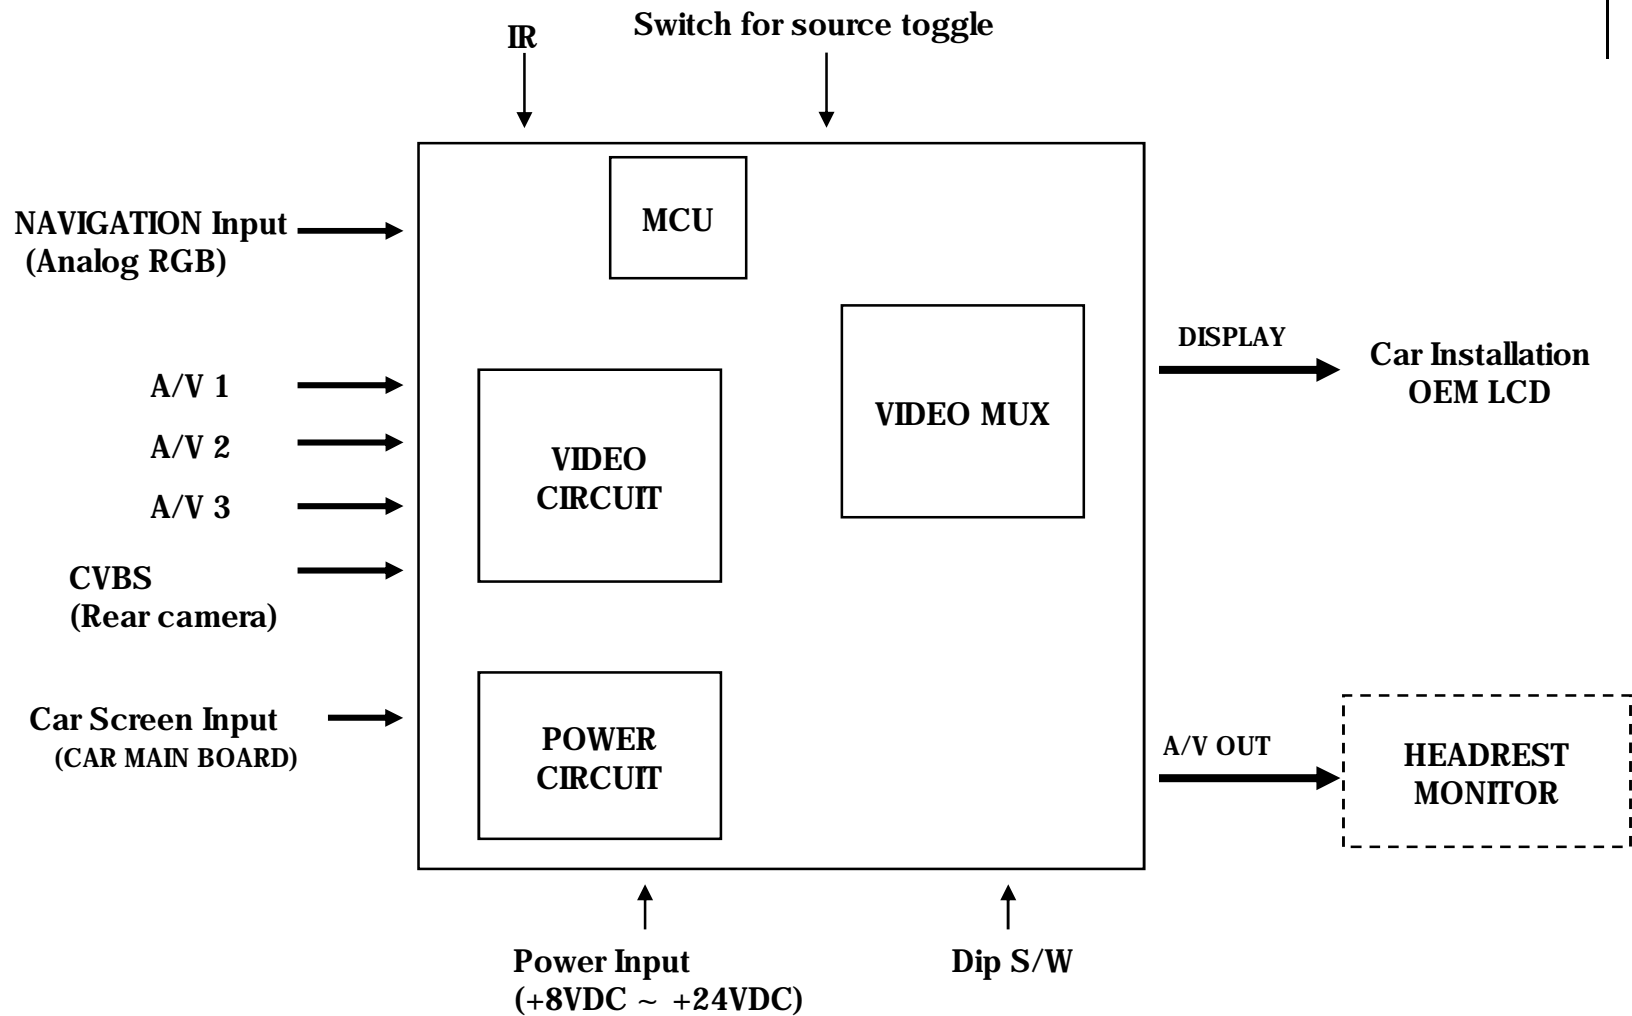 IR
Switch for source toggle
NAVIGATION Input
(Analog RGB)
MCU
A/V 1
A/V 2
A/V 3
CVBS
(Rear camera)
VIDEO
CIRCUIT
VIDEO MUX
DISPLAY
Car Installation
OEM LCD
Car Screen Input
(CAR MAIN BOARD)
POWER
CIRCUIT
A/V OUT
HEADREST
MONITOR
Power Input
(+8VDC ~ +24VDC)
Dip S/W